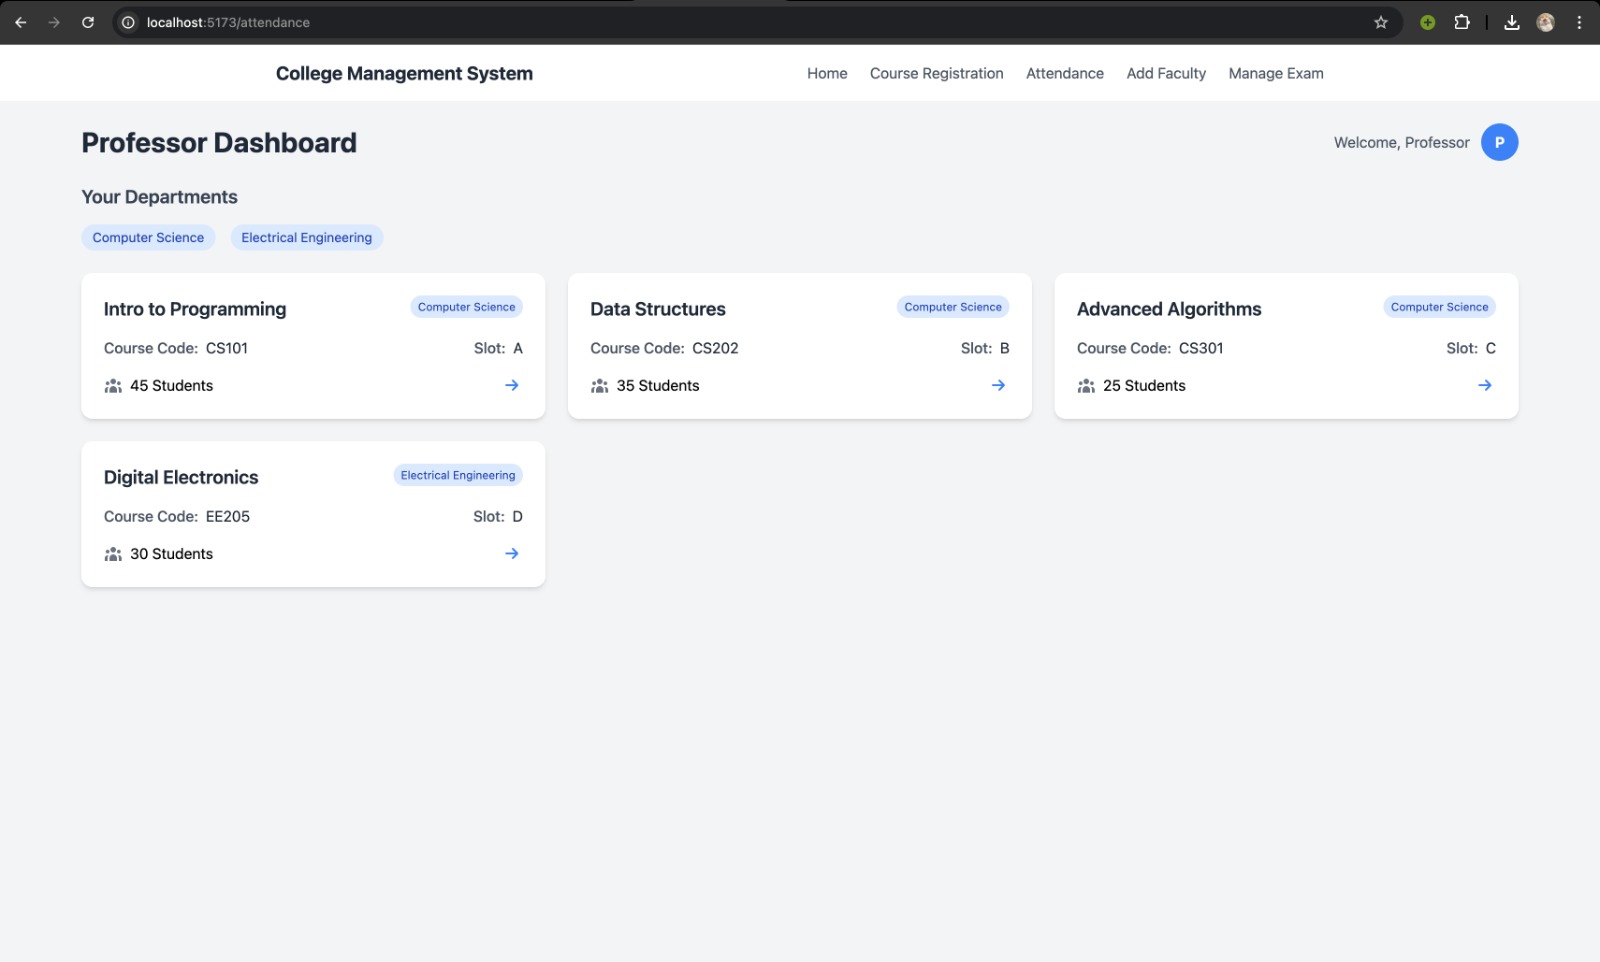 localhost:5173/attendance
College Management System
Home Course Registration Attendance Add Faculty Manage Exam
Professor Dashboard
Welcome, Professor P
Your Departments
Computer Science Electrical Engineering
Intro to Programming Computer Science
Course Code: CS101 Slot: A
45 Students
Data Structures Computer Science
Course Code: CS202 Slot: B
35 Students
Advanced Algorithms Computer Science
Course Code: CS301 Slot: C
25 Students
Digital Electronics Electrical Engineering
Course Code: EE205 Slot: D
30 Students